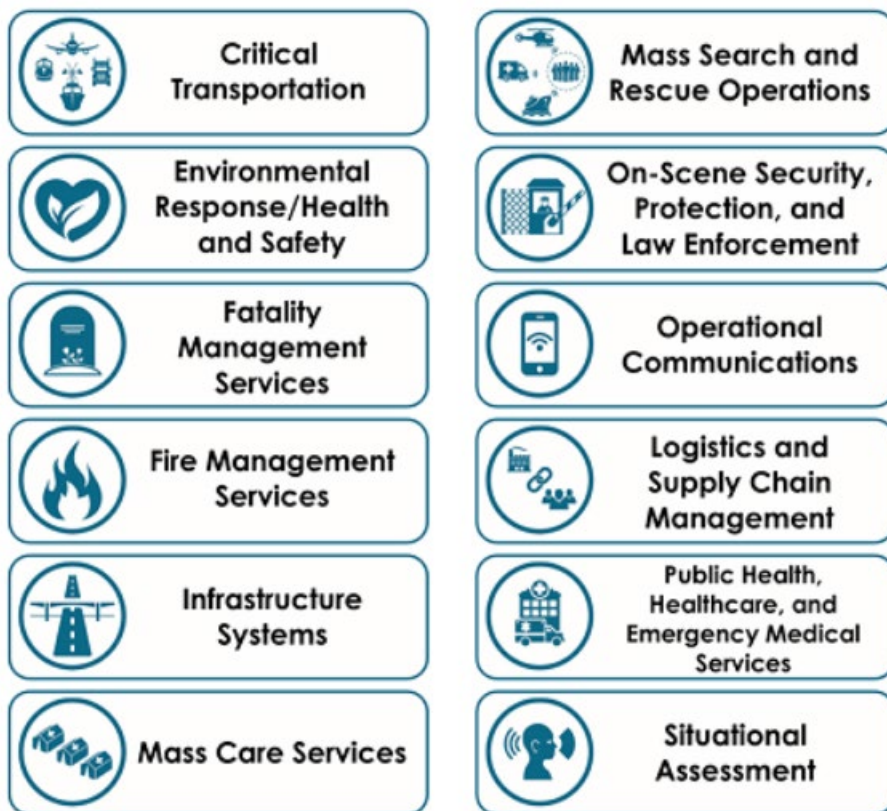 Critical
Transportation
Environmental
Response/Health
and Safety
Fatality
Management
Services
Fire Management
Services
Infrastructure
Systems
Mass Care Services
Mass Search and
Rescue Operations
On-Scene Security,
Protection, and
Law Enforcement
Operational
Communications
Logistics and
Supply Chain
Management
Public Health,
Healthcare, and
Emergency Medical
Services
Situational
Assessment